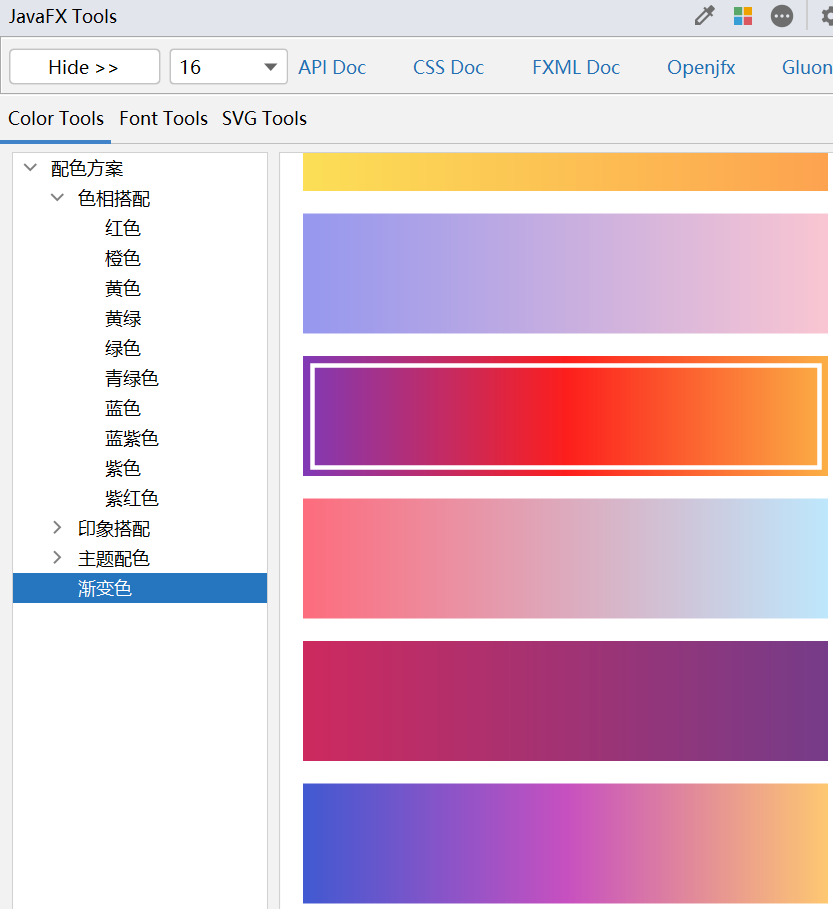 JavaFX Tools
Hide >> 16 API Doc CSS Doc FXML Doc Openjfx Gluon
Color Tools Font Tools SVG Tools
配色方案
色相搭配
红色
橙色
黄色
黄绿
绿色
青绿色
蓝色
蓝紫色
紫色
紫红色
印象搭配
主题配色
渐变色